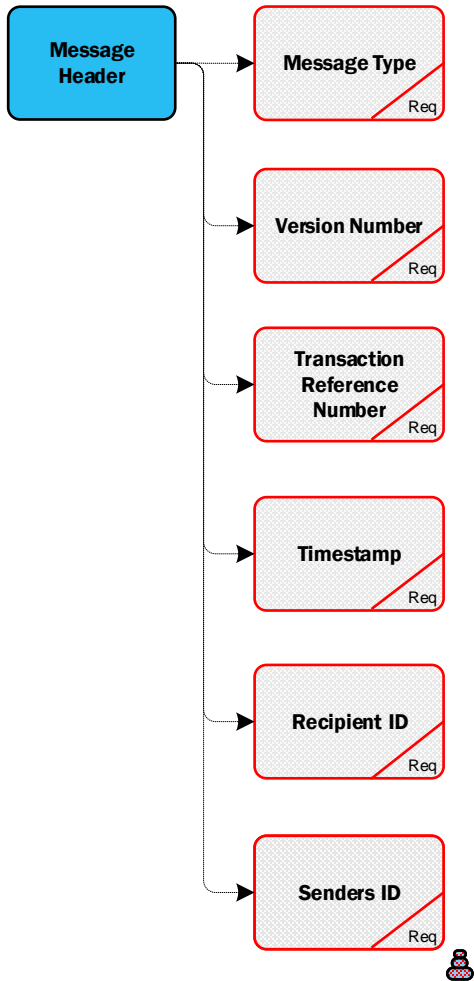 Message
Header
Message Type
Req
Version Number
Req
Transaction
Reference
Number
Req
Timestamp
Req
Recipient ID
Req
Senders ID
Req